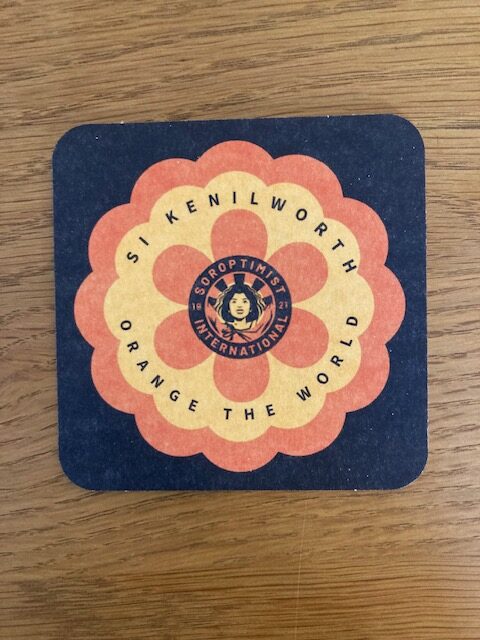 SI KENILWORTH
SOROPTIMIST
19 21
INTERNATIONAL
ORANGE THE WORLD